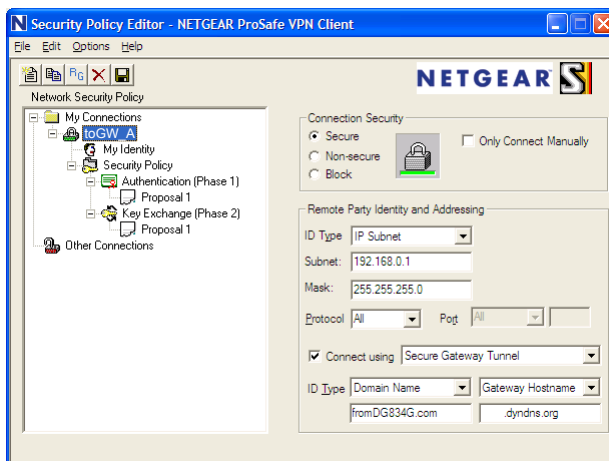 N Security Policy Editor - NETGEAR ProSafe VPN Client
File Edit Options Help
RG
NETGEAR S
Network Security Policy
My Connections
toGW_A
My Identity
Security Policy
Authentication (Phase 1)
Proposal 1
Key Exchange (Phase 2)
Proposal 1
Other Connections
Connection Security
Secure
Non-secure
Block
Only Connect Manually
Remote Party Identity and Addressing
ID Type IP Subnet
Subnet: 192.168.0.1
Mask: 255.255.255.0
Protocol All Port All
Connect using Secure Gateway Tunnel
ID Type Domain Name Gateway Hostname
fromDG834G.com .dyndns.org